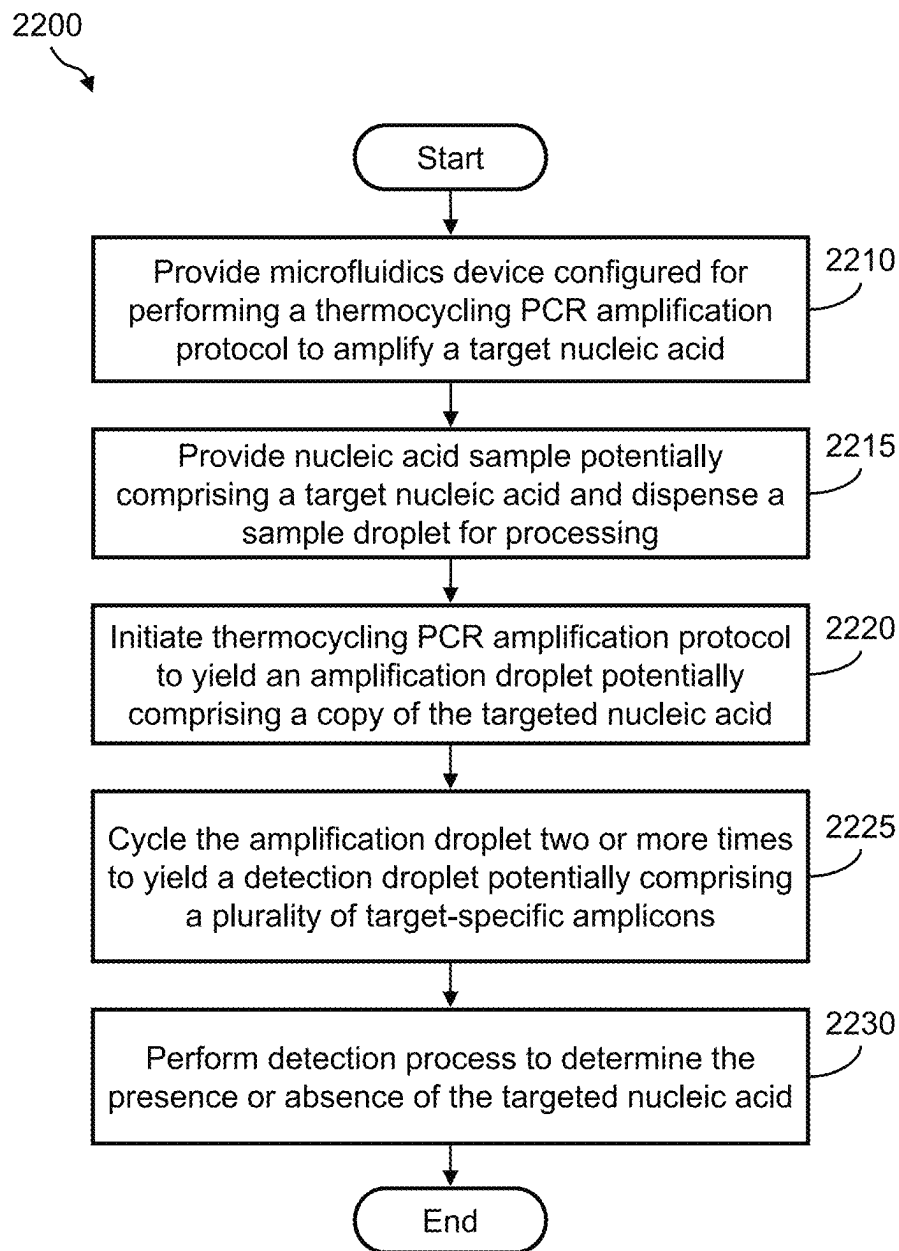 2200
Start
Provide microfluidics device configured for
performing a thermocycling PCR amplification
protocol to amplify a target nucleic acid
2210
Provide nucleic acid sample potentially
comprising a target nucleic acid and dispense a
sample droplet for processing
2215
Initiate thermocycling PCR amplification protocol
to yield an amplification droplet potentially
comprising a copy of the targeted nucleic acid
2220
Cycle the amplification droplet two or more times
to yield a detection droplet potentially comprising
a plurality of target-specific amplicons
2225
Perform detection process to determine the
presence or absence of the targeted nucleic acid
2230
End